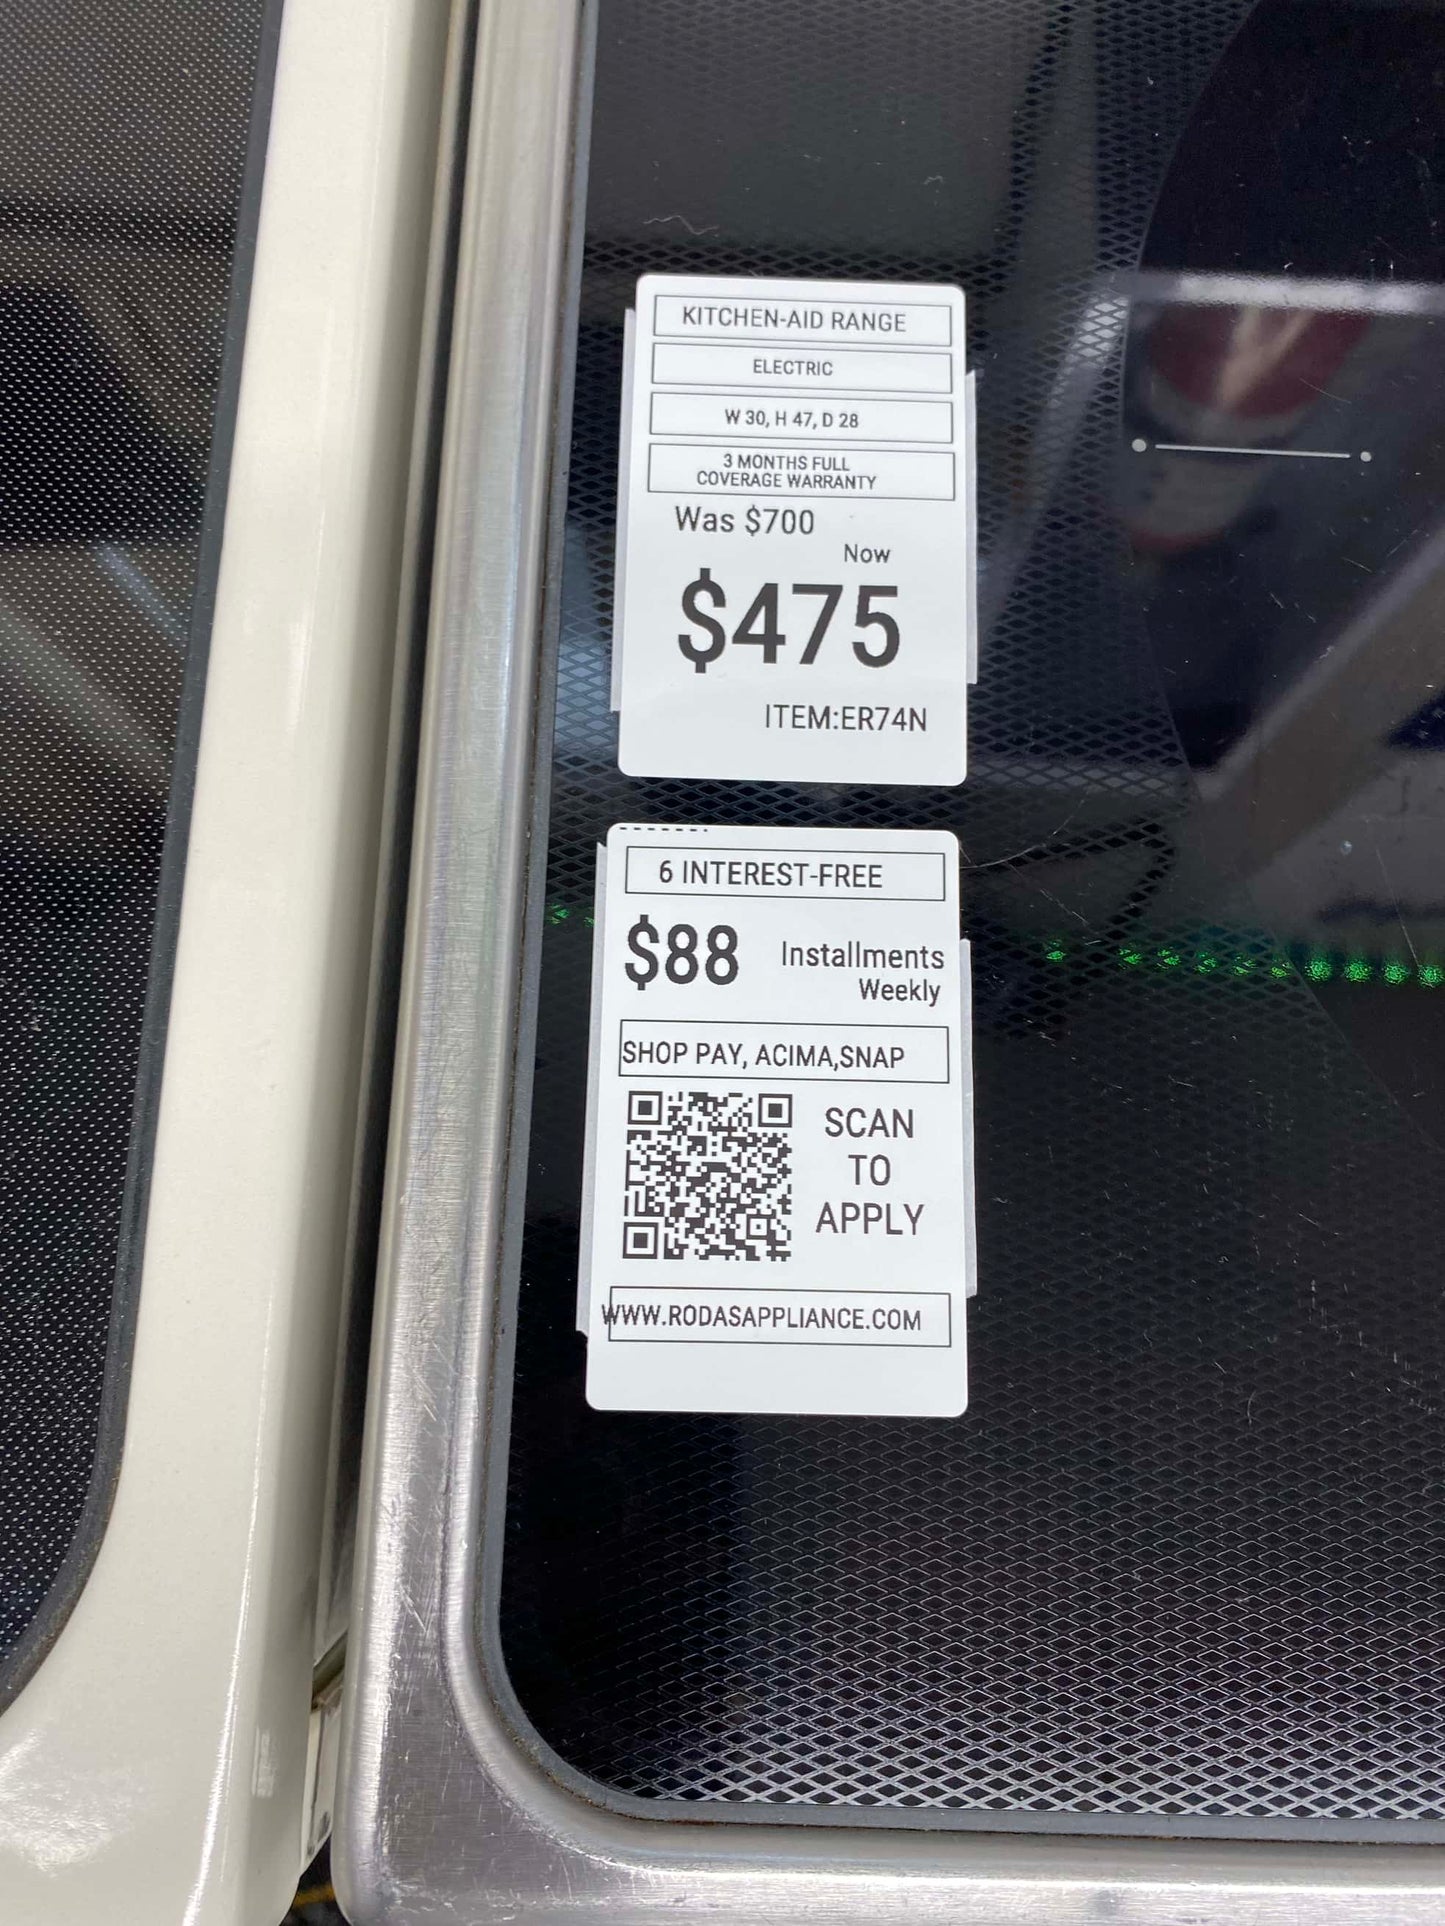 KITCHEN-AID RANGE
ELECTRIC
W 30, H 47, D 28
3 MONTHS FULL
COVERAGE WARRANTY
Was $700
Now
$475
ITEM:ER74N
6 INTEREST-FREE
$88 Installments
Weekly
SHOP PAY, ACIMA,SNAP
SCAN
TO
APPLY
WWW.RODASAPPLIANCE.COM